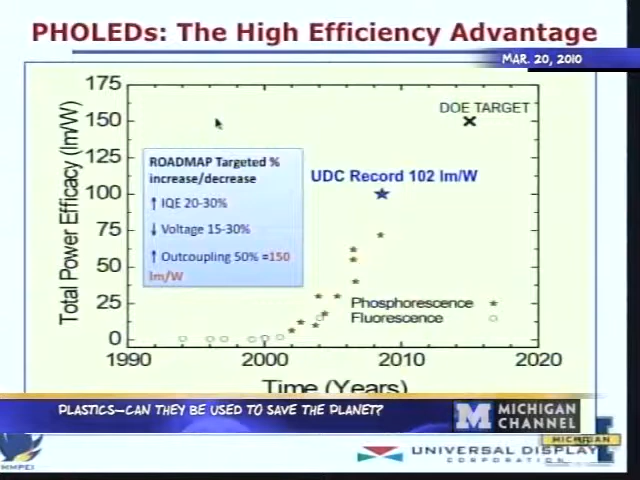 PHOLEDs: The High Efficiency Advantage
MAR. 20, 2010
175
150
125
100
75
50
25
0
Total Power Efficacy (lm/W)
DOE TARGET
ROADMAP Targeted %
increase/decrease
↑ IQE 20-30%
↓ Voltage 15-30%
↑ Outcoupling 50% =150
lm/W
UDC Record 102 lm/W
Phosphorescence
Fluorescence
1990
2000
2010
2020
Time (Years)
PLASTICS—CAN THEY BE USED TO SAVE THE PLANET?
M MICHIGAN
CHANNEL
MICHIGAN
MMPEI
UNIVERSAL DISPLAY
CORPORATION